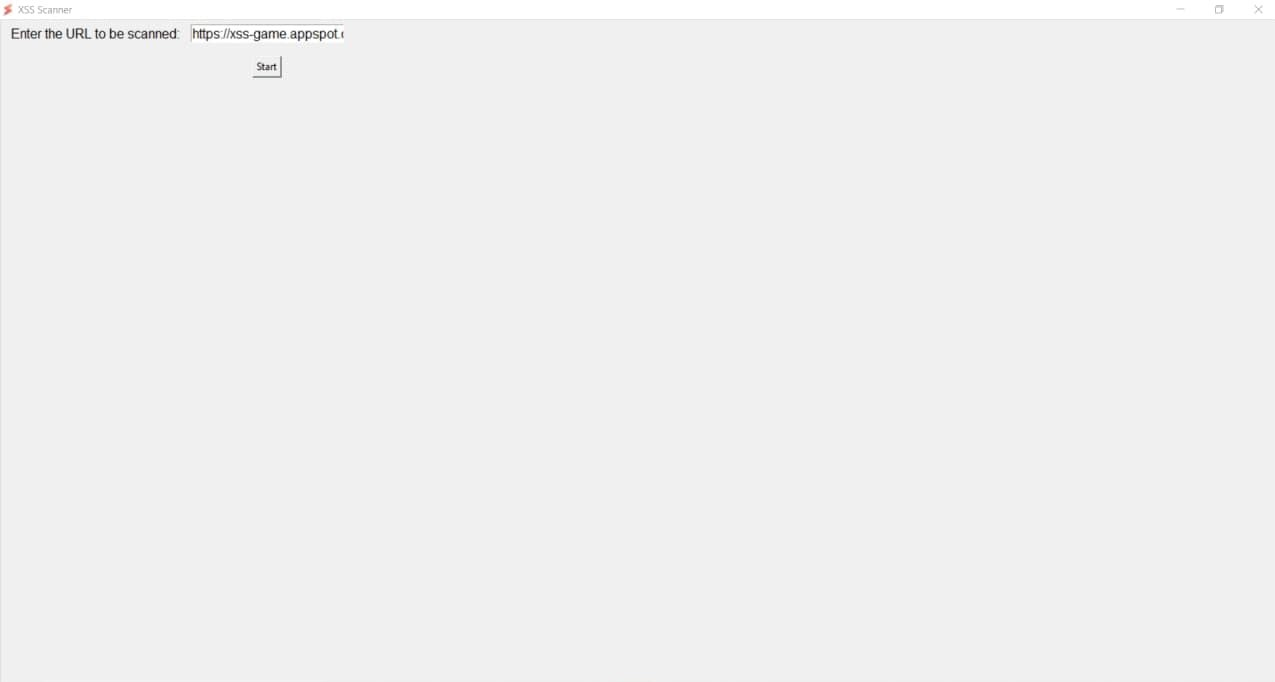 XSS Scanner
Enter the URL to be scanned: https://xss-game.appspot.c
Start